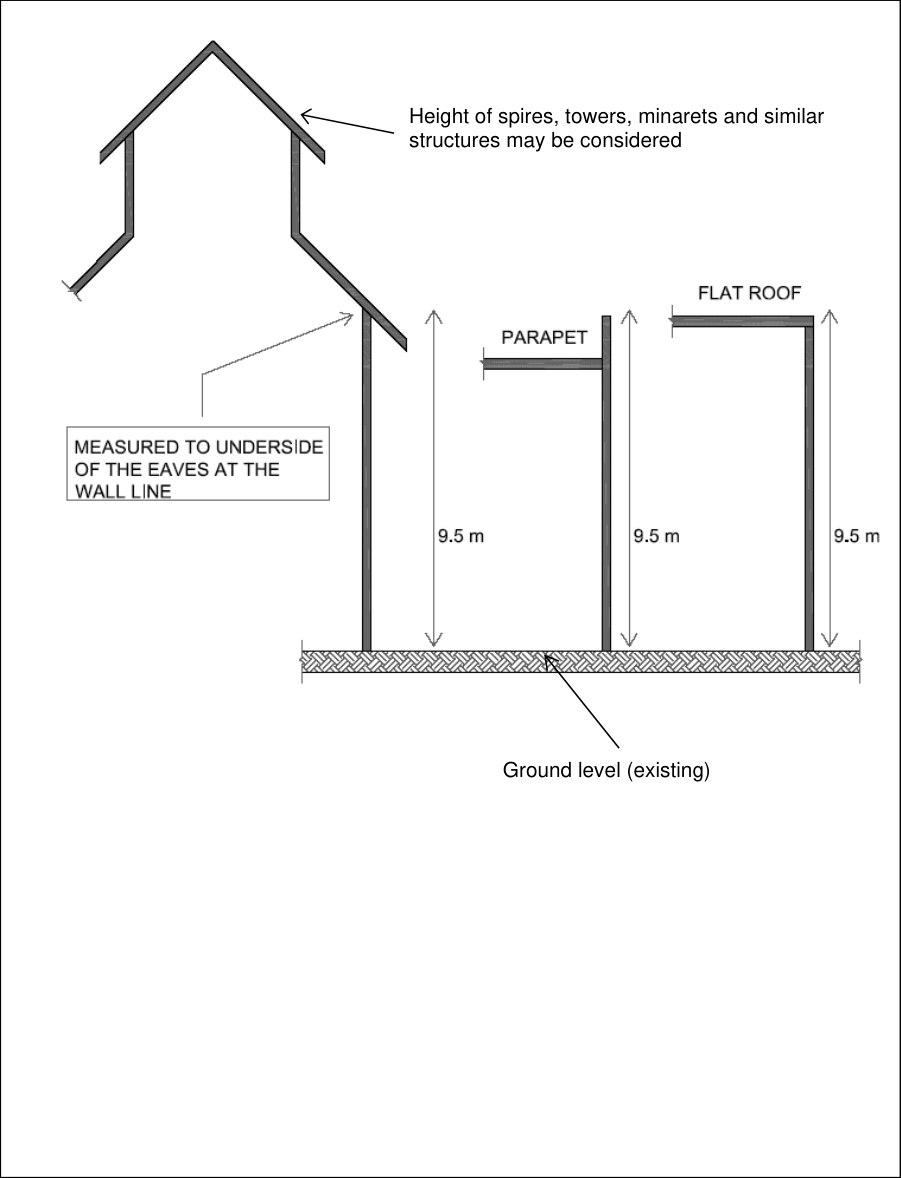 Height of spires, towers, minarets and similar
structures may be considered
FLAT ROOF
PARAPET
MEASURED TO UNDERSIDE
OF THE EAVES AT THE
WALL LINE
9.5 m
9.5 m
9.5 m
Ground level (existing)